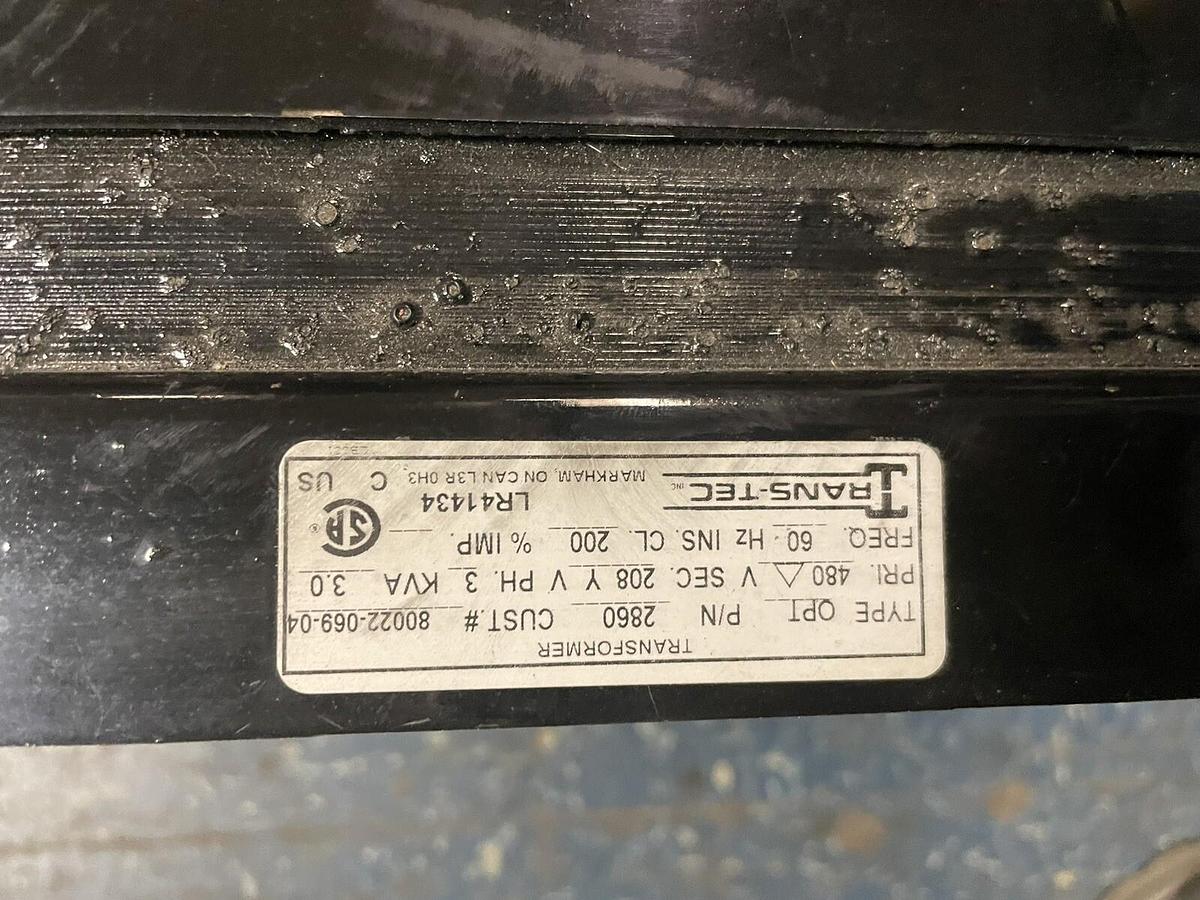 TRANSFORMER
TYPE QPT P/N 2860 CUST.# 80022-069-04
PRI. 480 △ V SEC. 208 Y V PH. 3 KVA 3.0
FREQ. 60 Hz INS. CL. 200 % IMP.
TRANS-TEC INC LR41434
MARKHAM, ON CAN L3R 0H3 C US